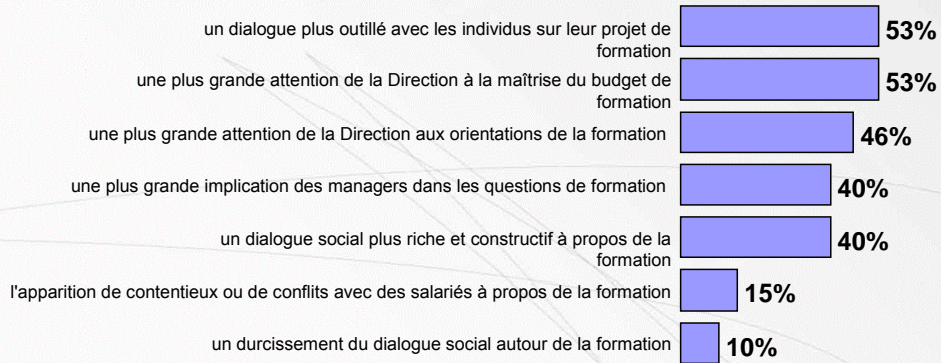 un dialogue plus outillé avec les individus sur leur projet de
formation
53%
une plus grande attention de la Direction à la maîtrise du budget de
formation
53%
une plus grande attention de la Direction aux orientations de la formation
46%
une plus grande implication des managers dans les questions de formation
40%
un dialogue social plus riche et constructif à propos de la
formation
40%
l'apparition de contentieux ou de conflits avec des salariés à propos de la formation
15%
un durcissement du dialogue social autour de la formation
10%